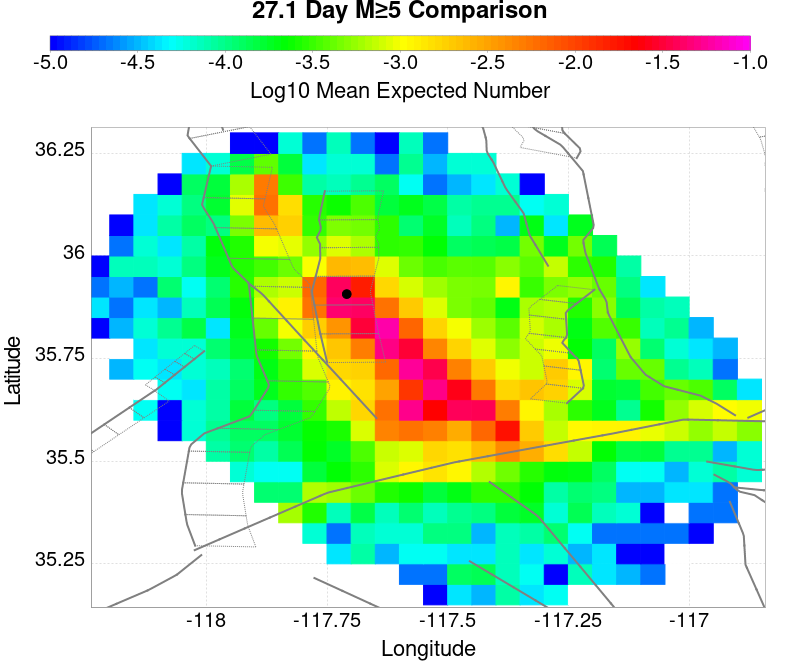 27.1 Day M≥5 Comparison
-5.0 -4.5 -4.0 -3.5 -3.0 -2.5 -2.0 -1.5 -1.0
Log10 Mean Expected Number
36.25
36
35.75
35.5
35.25
Latitude
-118 -117.75 -117.5 -117.25 -117
Longitude